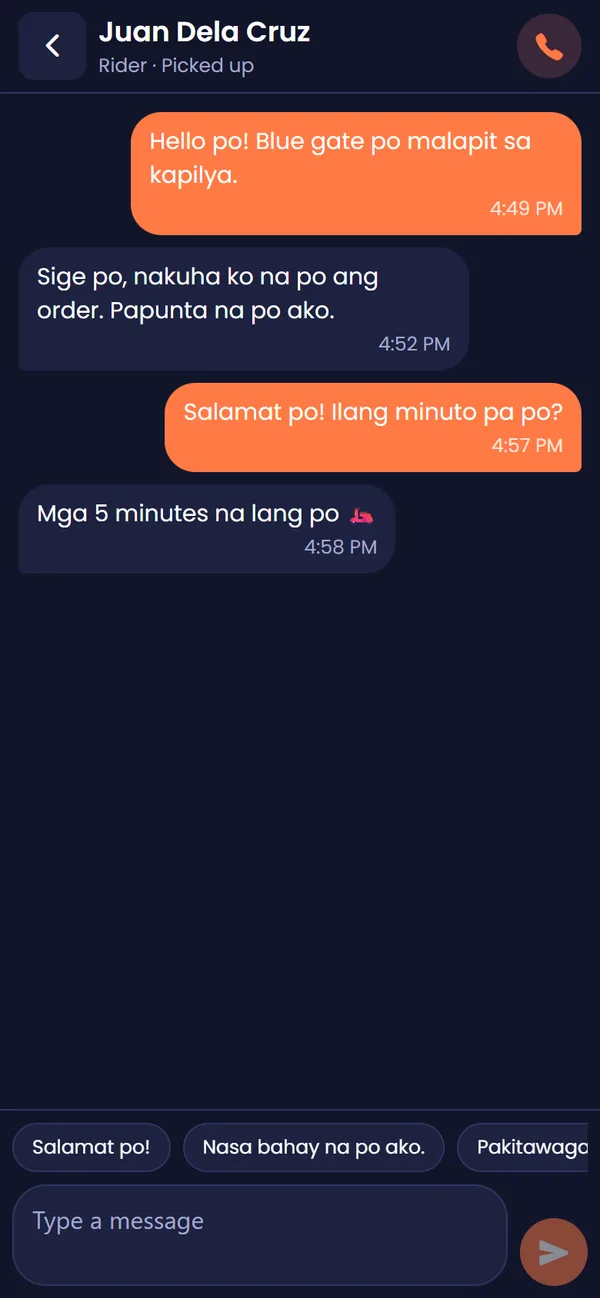 Juan Dela Cruz
Rider · Picked up
Hello po! Blue gate po malapit sa
kapilya.
4:49 PM
Sige po, nakuha ko na po ang
order. Papunta na po ako.
4:52 PM
Salamat po! Ilang minuto pa po?
4:57 PM
Mga 5 minutes na lang po
4:58 PM
Salamat po!
Nasa bahay na po ako.
Type a message